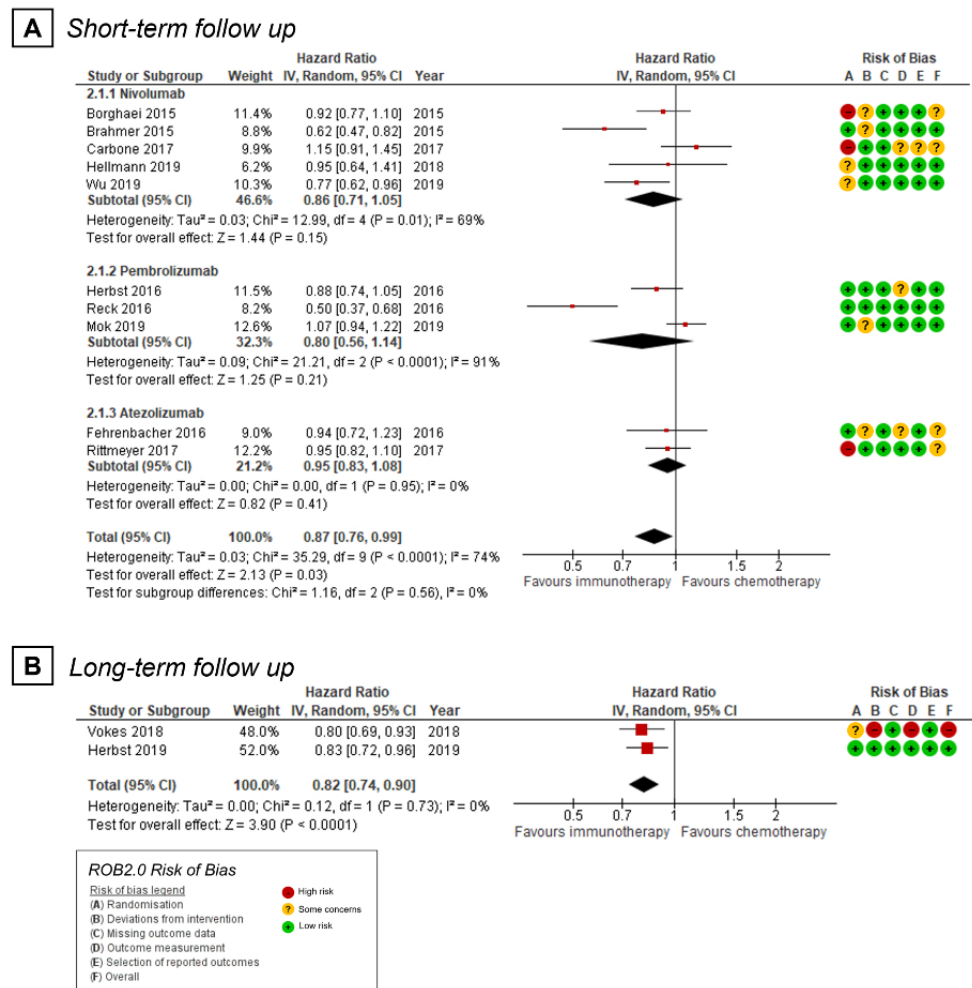 A Short-term follow up
Hazard Ratio Hazard Ratio Risk of Bias
Study or Subgroup Weight IV, Random, 95% CI Year IV, Random, 95% CI A B C D E F
2.1.1 Nivolumab
Borghaei 2015 11.4% 0.92 [0.77, 1.10] 2015 - ? + + + ?
Brahmer 2015 8.8% 0.62 [0.47, 0.82] 2015 + ? + + + +
Carbone 2017 9.9% 1.15 [0.91, 1.45] 2017 - + + ? ? ?
Hellmann 2019 6.2% 0.95 [0.64, 1.41] 2018 ? + + + + +
Wu 2019 10.3% 0.77 [0.62, 0.96] 2019 ? + + + + +
Subtotal (95% CI) 46.6% 0.86 [0.71, 1.05]
Heterogeneity: Tau² = 0.03; Chi² = 12.99, df = 4 (P = 0.01); I² = 69%
Test for overall effect: Z = 1.44 (P = 0.15)
2.1.2 Pembrolizumab
Herbst 2016 11.5% 0.88 [0.74, 1.05] 2016 + + + ? + +
Reck 2016 8.2% 0.50 [0.37, 0.68] 2016 + + + + + +
Mok 2019 12.6% 1.07 [0.94, 1.22] 2019 + ? + + + +
Subtotal (95% CI) 32.3% 0.80 [0.56, 1.14]
Heterogeneity: Tau² = 0.09; Chi² = 21.21, df = 2 (P < 0.0001); I² = 91%
Test for overall effect: Z = 1.25 (P = 0.21)
2.1.3 Atezolizumab
Fehrenbacher 2016 9.0% 0.94 [0.72, 1.23] 2016 + ? + ? + ?
Rittmeyer 2017 12.2% 0.95 [0.82, 1.10] 2017 - + + + + ?
Subtotal (95% CI) 21.2% 0.95 [0.83, 1.08]
Heterogeneity: Tau² = 0.00; Chi² = 0.00, df = 1 (P = 0.95); I² = 0%
Test for overall effect: Z = 0.82 (P = 0.41)
Total (95% CI) 100.0% 0.87 [0.76, 0.99]
Heterogeneity: Tau² = 0.03; Chi² = 35.29, df = 9 (P < 0.0001); I² = 74%
Test for overall effect: Z = 2.13 (P = 0.03)
Test for subgroup differences: Chi² = 1.16, df = 2 (P = 0.56), I² = 0%
0.5 0.7 1 1.5 2
Favours immunotherapy Favours chemotherapy
B Long-term follow up
Hazard Ratio Hazard Ratio Risk of Bias
Study or Subgroup Weight IV, Random, 95% CI Year IV, Random, 95% CI A B C D E F
Vokes 2018 48.0% 0.80 [0.69, 0.93] 2018 ? - + - + -
Herbst 2019 52.0% 0.83 [0.72, 0.96] 2019 + + + + + +
Total (95% CI) 100.0% 0.82 [0.74, 0.90]
Heterogeneity: Tau² = 0.00; Chi² = 0.12, df = 1 (P = 0.73); I² = 0%
Test for overall effect: Z = 3.90 (P < 0.0001)
0.5 0.7 1 1.5 2
Favours immunotherapy Favours chemotherapy
ROB2.0 Risk of Bias
Risk of bias legend
(A) Randomisation
(B) Deviations from intervention
(C) Missing outcome data
(D) Outcome measurement
(E) Selection of reported outcomes
(F) Overall
- High risk
? Some concerns
+ Low risk